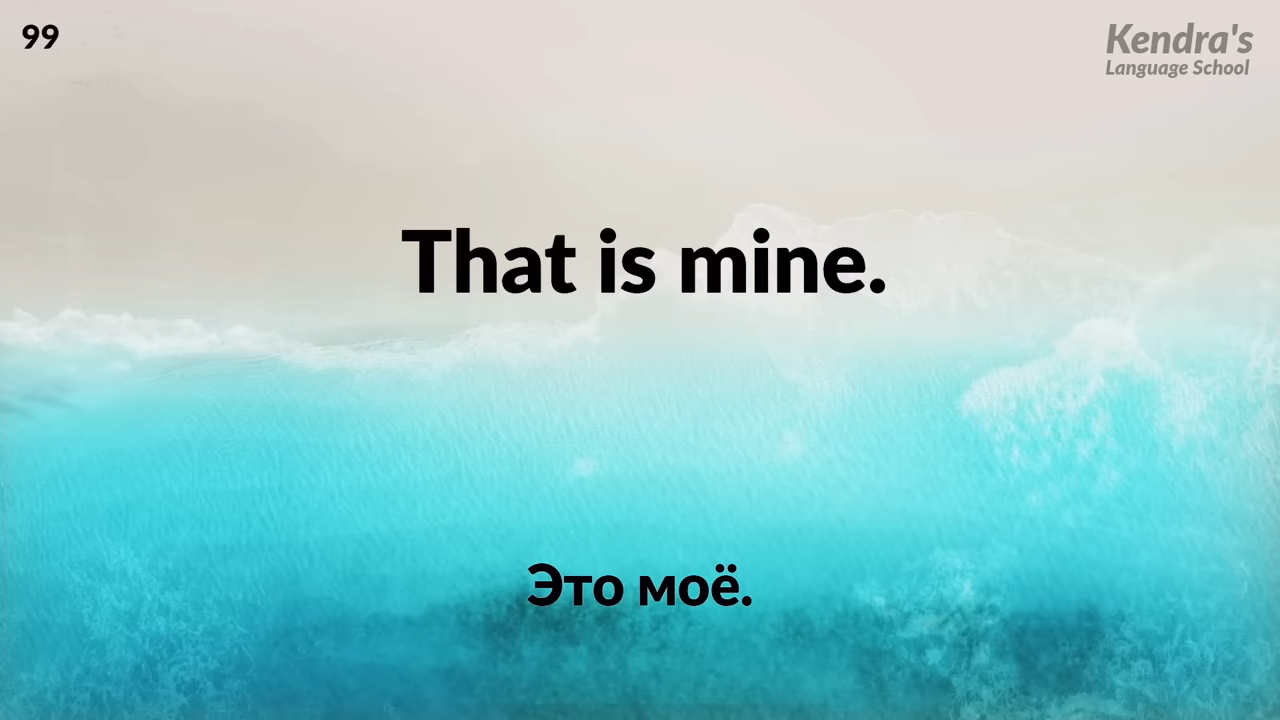 99
Kendra's
Language School
That is mine.
Это моё.